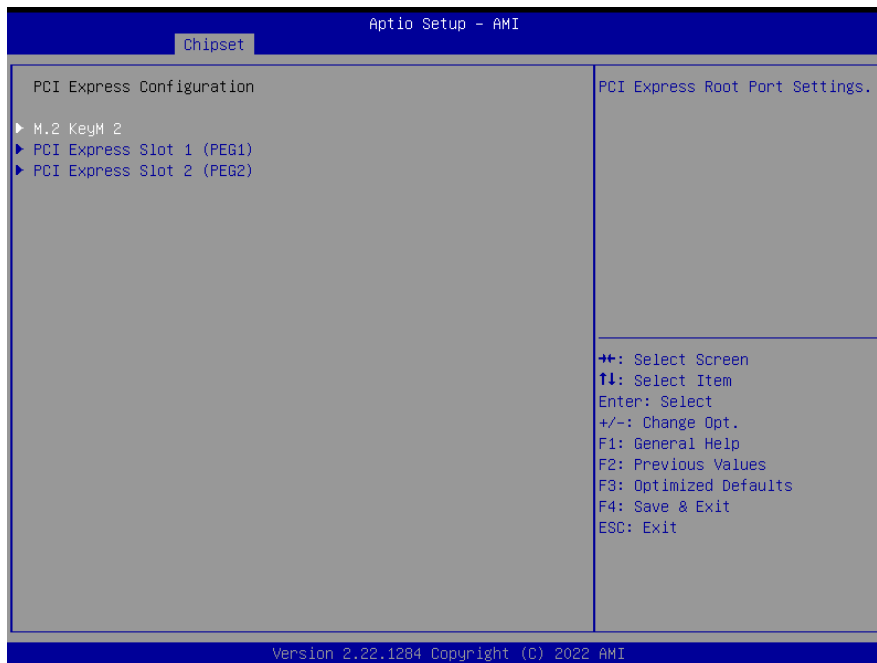 Aptio Setup – AMI
Chipset
PCI Express Configuration
▶ M.2 KeyM 2
▶ PCI Express Slot 1 (PEG1)
▶ PCI Express Slot 2 (PEG2)
PCI Express Root Port Settings.
→←: Select Screen
↑↓: Select Item
Enter: Select
+/-: Change Opt.
F1: General Help
F2: Previous Values
F3: Optimized Defaults
F4: Save & Exit
ESC: Exit
Version 2.22.1284 Copyright (C) 2022 AMI